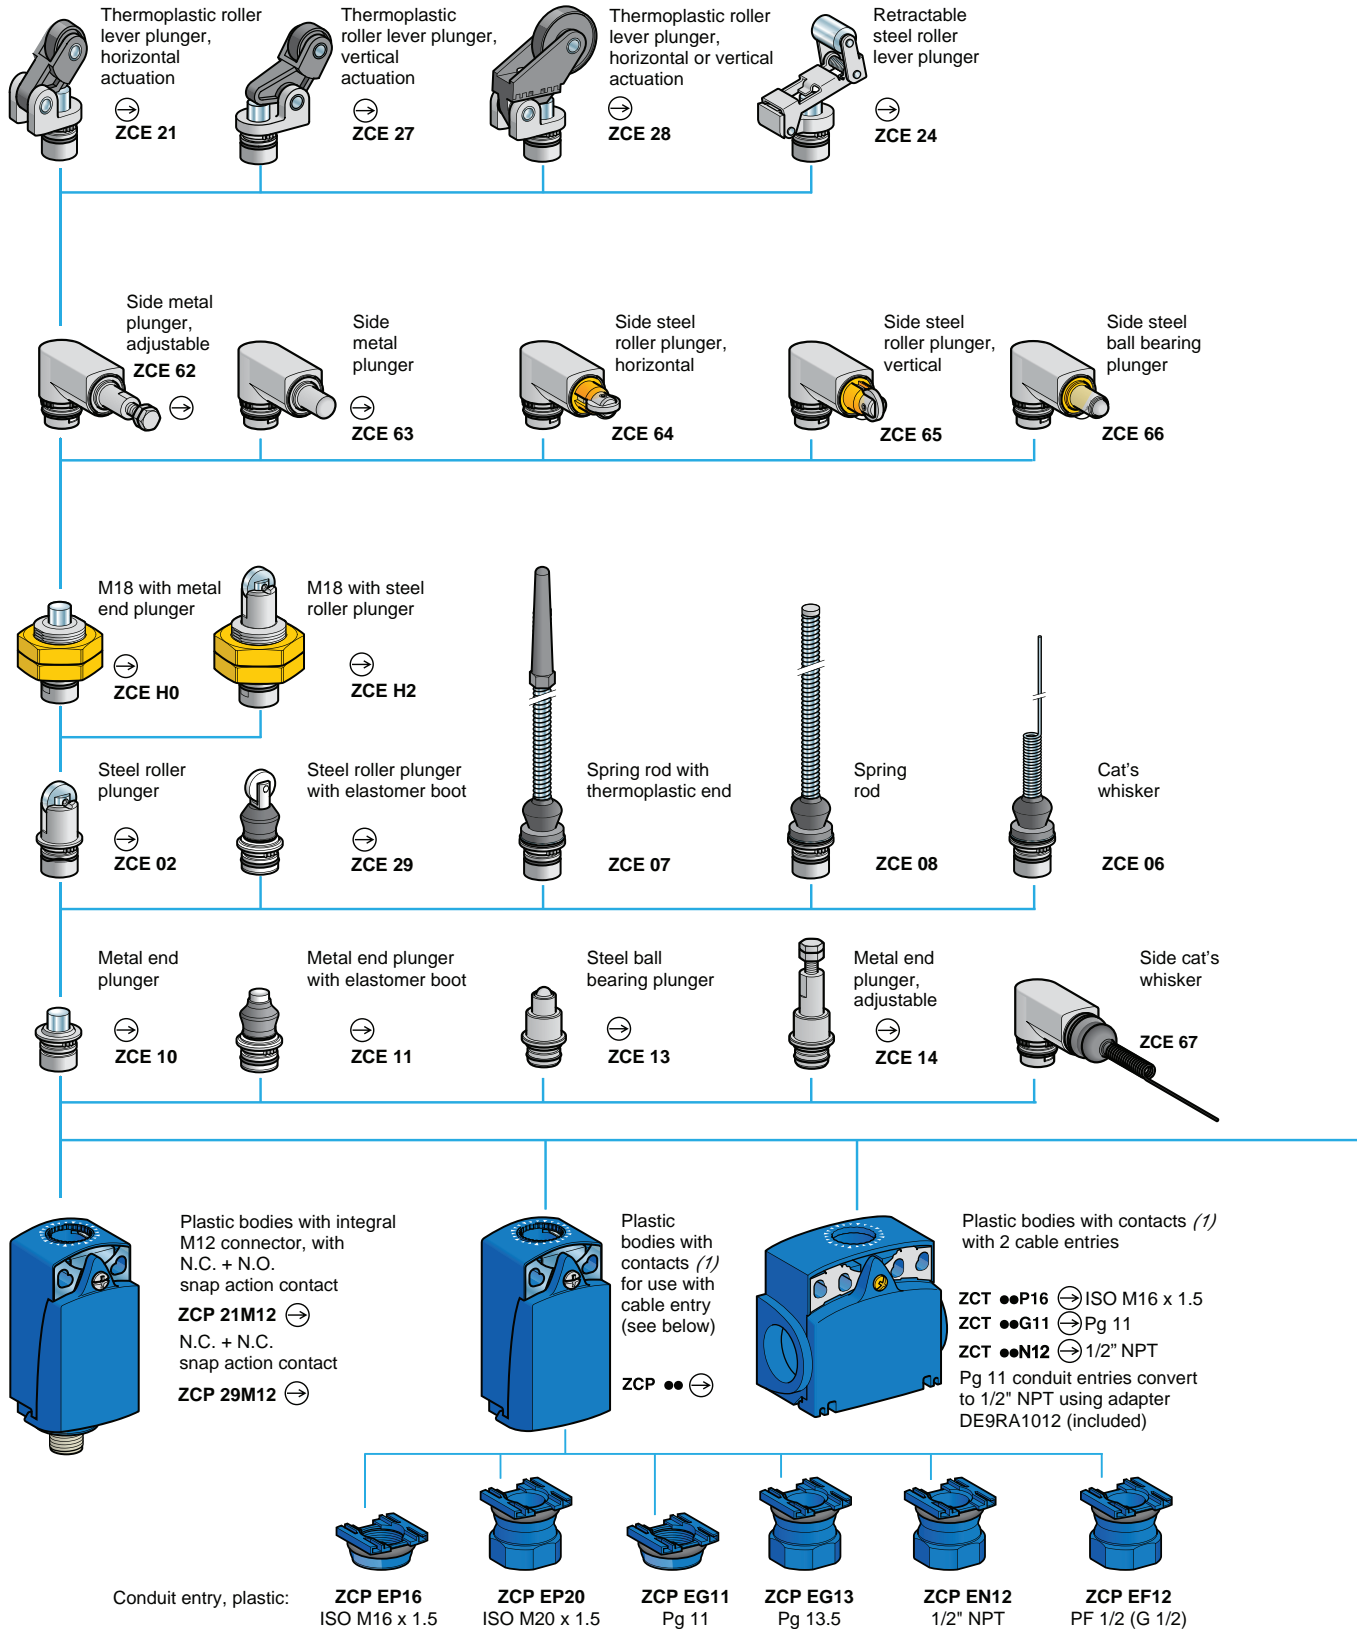 Thermoplastic roller
lever plunger,
horizontal
actuation
ZCE 21
Thermoplastic
roller lever plunger,
vertical
actuation
ZCE 27
Thermoplastic roller
lever plunger,
horizontal or vertical
actuation
ZCE 28
Retractable
steel roller
lever plunger
ZCE 24
Side metal
plunger,
adjustable
ZCE 62
Side
metal
plunger
ZCE 63
Side steel
roller plunger,
horizontal
ZCE 64
Side steel
roller plunger,
vertical
ZCE 65
Side steel
ball bearing
plunger
ZCE 66
M18 with metal
end plunger
ZCE H0
M18 with steel
roller plunger
ZCE H2
Steel roller
plunger
ZCE 02
Steel roller plunger
with elastomer boot
ZCE 29
Spring rod with
thermoplastic end
ZCE 07
Spring
rod
ZCE 08
Cat's
whisker
ZCE 06
Metal end
plunger
ZCE 10
Metal end plunger
with elastomer boot
ZCE 11
Steel ball
bearing plunger
ZCE 13
Metal end
plunger,
adjustable
ZCE 14
Side cat's
whisker
ZCE 67
Plastic bodies with integral
M12 connector, with
N.C. + N.O.
snap action contact
ZCP 21M12
N.C. + N.C.
snap action contact
ZCP 29M12
Plastic
bodies with
contacts (1)
for use with
cable entry
(see below)
ZCP ●●
Plastic bodies with contacts (1)
with 2 cable entries
ZCT ●●P16 ISO M16 x 1.5
ZCT ●●G11 Pg 11
ZCT ●●N12 1/2” NPT
Pg 11 conduit entries convert
to 1/2" NPT using adapter
DE9RA1012 (included)
Conduit entry, plastic:
ZCP EP16
ISO M16 x 1.5
ZCP EP20
ISO M20 x 1.5
ZCP EG11
Pg 11
ZCP EG13
Pg 13.5
ZCP EN12
1/2" NPT
ZCP EF12
PF 1/2 (G 1/2)